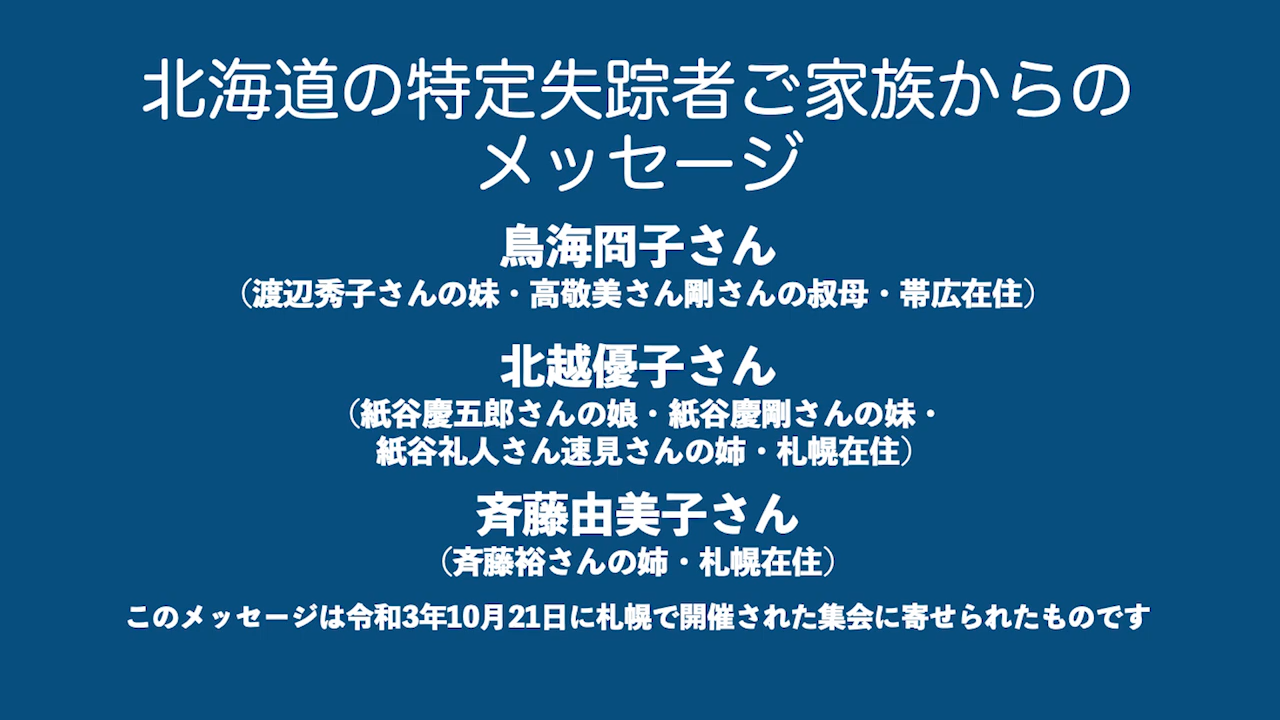 北海道の特定失踪者ご家族からの
メッセージ
鳥海冏子さん
（渡辺秀子さんの妹・高敬美さん剛さんの叔母・帯広在住）
北越優子さん
（紙谷慶五郎さんの娘・紙谷慶剛さんの妹・
紙谷礼人さん速見さんの姉・札幌在住）
斉藤由美子さん
（斉藤裕さんの姉・札幌在住）
このメッセージは令和3年10月21日に札幌で開催された集会に寄せられたものです